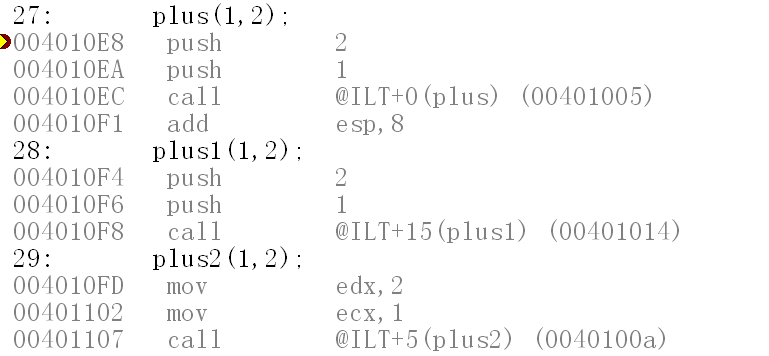 27:        plus(1,2);
004010E8   push        2
004010EA   push        1
004010EC   call        @ILT+0(plus) (00401005)
004010F1   add         esp,8
28:        plus1(1,2);
004010F4   push        2
004010F6   push        1
004010F8   call        @ILT+15(plus1) (00401014)
29:        plus2(1,2);
004010FD   mov         edx,2
00401102   mov         ecx,1
00401107   call        @ILT+5(plus2) (0040100a)